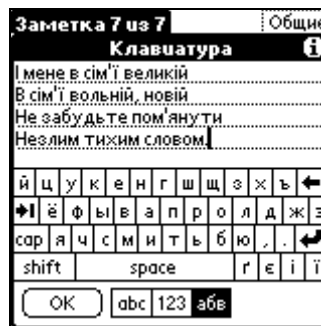 Заметка 7 из 7
Общие
Клавиатура
i
І мене в сім'ї великій
В сім'ї вольній, новій
Не забудьте пом'янути
Незлим тихим словом.
й ц у к е н г ш щ з х ъ
ё ф ы в а п р о л д ж э
cap я ч с м и т ь б ю , .
shift space ґ є і ї
OK abc 123 абв